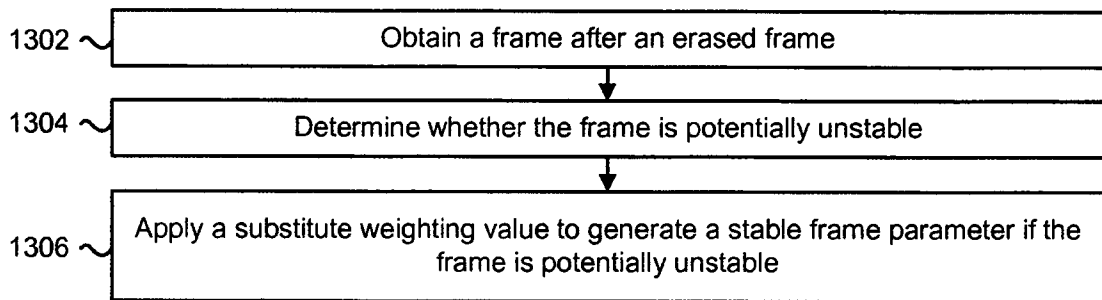 1302 Obtain a frame after an erased frame
1304 Determine whether the frame is potentially unstable
1306 Apply a substitute weighting value to generate a stable frame parameter if the
frame is potentially unstable